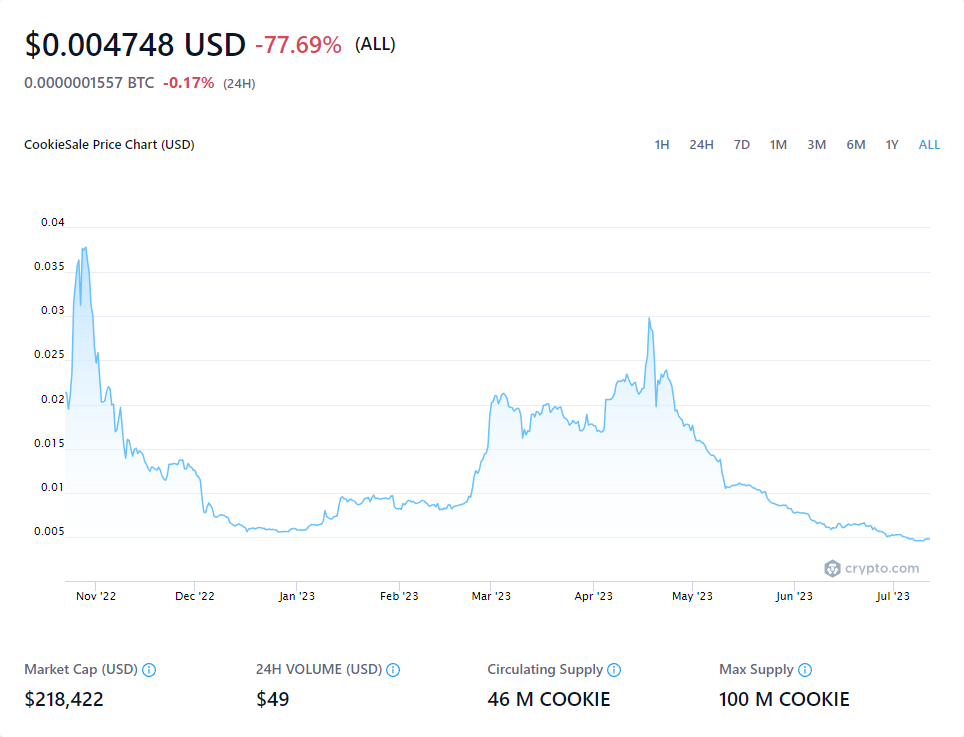 $0.004748 USD -77.69% (ALL)
0.0000001557 BTC -0.17% (24H)
CookieSale Price Chart (USD) 1H 24H 7D 1M 3M 6M 1Y ALL
0.04
0.035
0.03
0.025
0.02
0.015
0.01
0.005
crypto.com
Nov '22 Dec '22 Jan '23 Feb '23 Mar '23 Apr '23 May '23 Jun '23 Jul '23
Market Cap (USD) 24H VOLUME (USD) Circulating Supply Max Supply
$218,422 $49 46 M COOKIE 100 M COOKIE